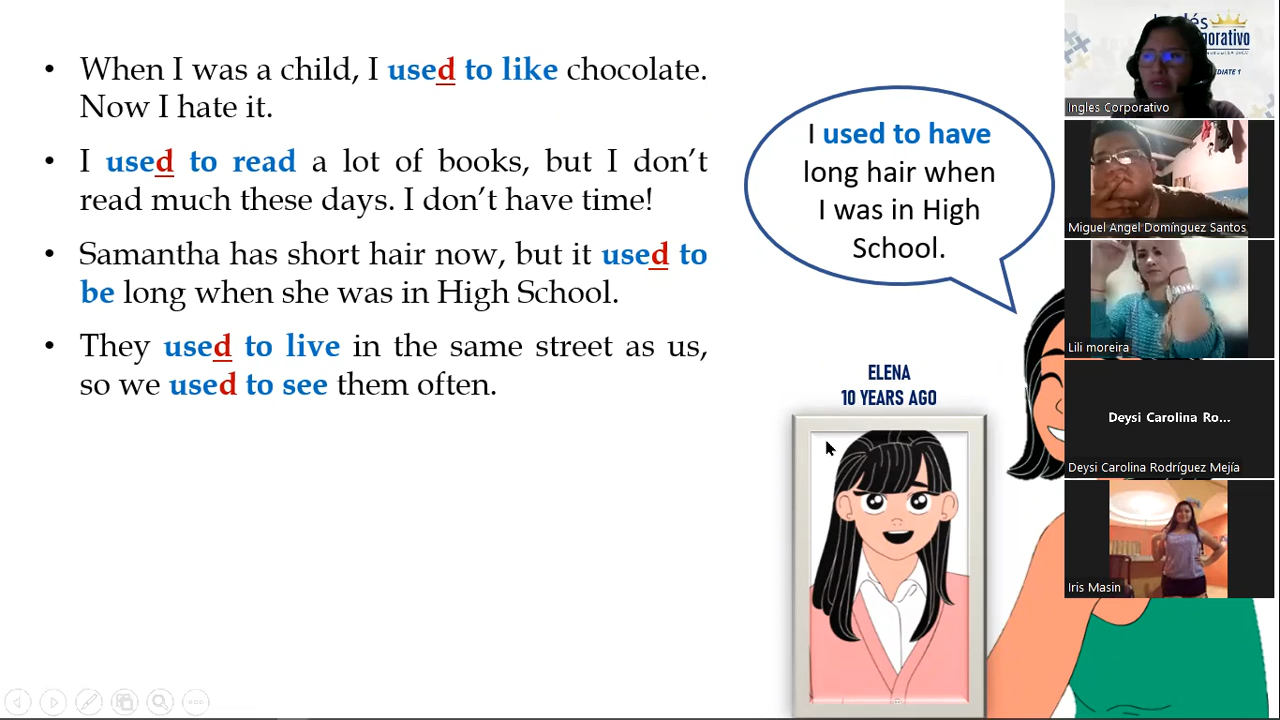 • When I was a child, I used to like chocolate.
Now I hate it.
• I used to read a lot of books, but I don’t
read much these days. I don’t have time!
• Samantha has short hair now, but it used to
be long when she was in High School.
• They used to live in the same street as us,
so we used to see them often.
I used to have
long hair when
I was in High
School.
ELENA
10 YEARS AGO
Ingles Corporativo
Miguel Angel Domínguez Santos
Lili moreira
Deysi Carolina Ro...
Deysi Carolina Rodríguez Mejía
Iris Masin